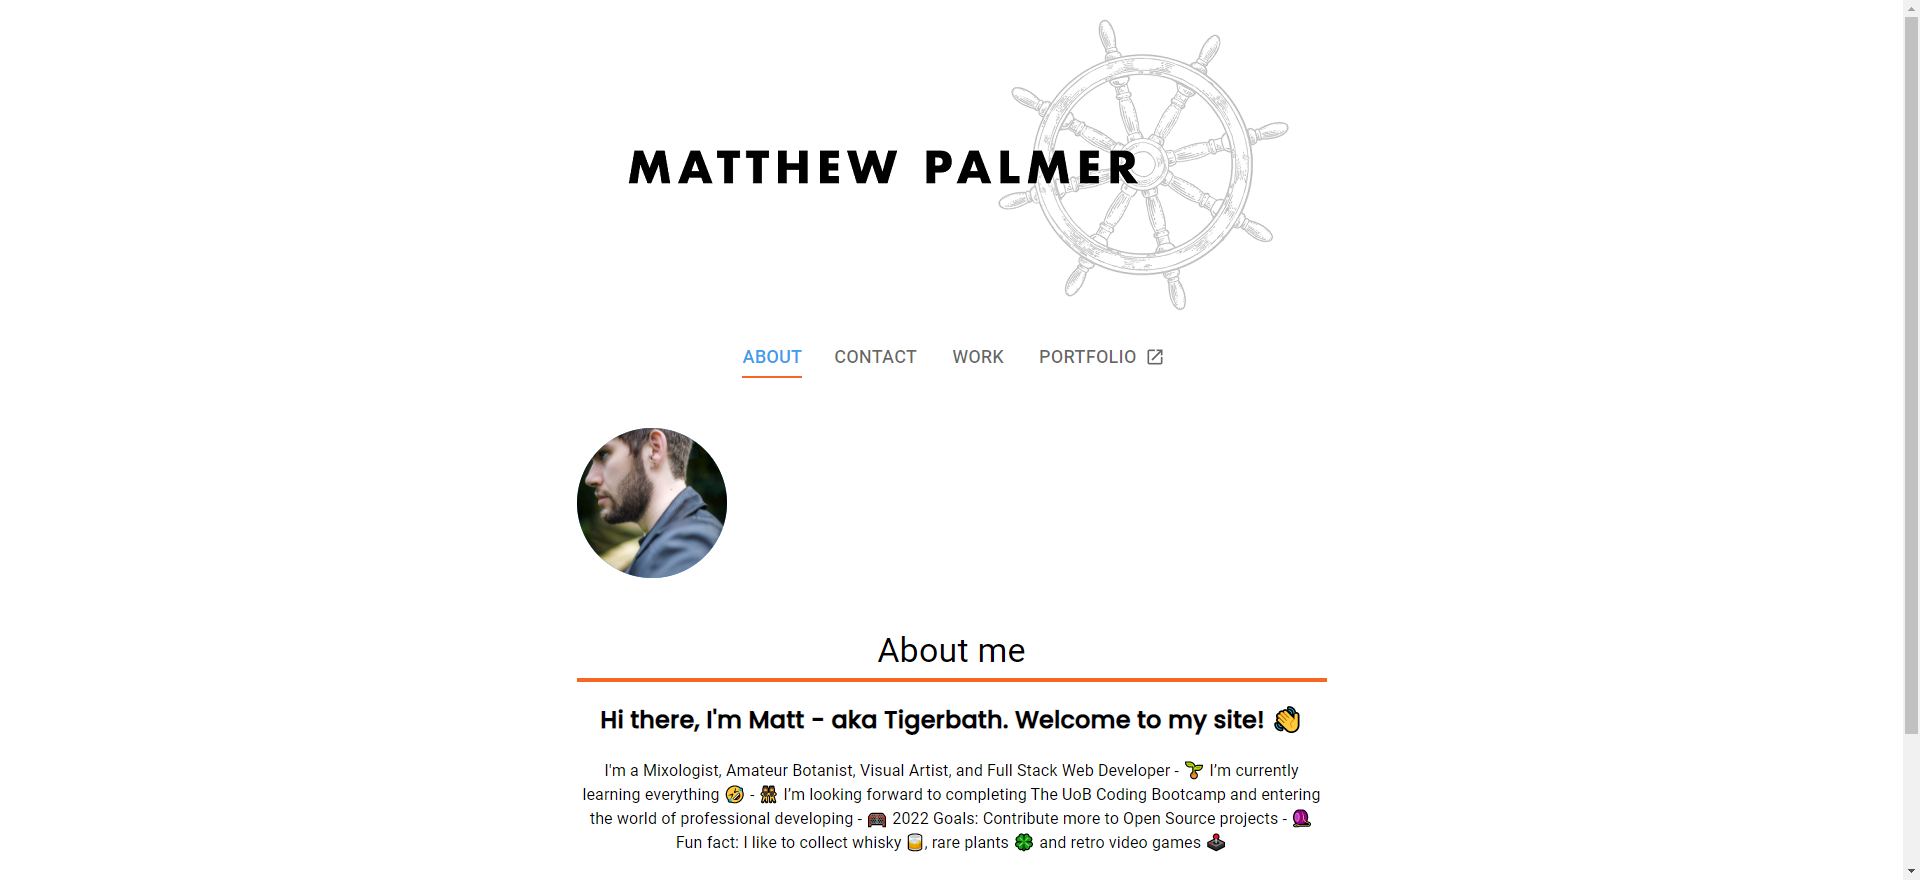 MATTHEW PALMER
ABOUT CONTACT WORK PORTFOLIO
About me
Hi there, I'm Matt - aka Tigerbath. Welcome to my site! 👋
I'm a Mixologist, Amateur Botanist, Visual Artist, and Full Stack Web Developer - 🌱 I’m currently
learning everything 🤣 - 👯 I’m looking forward to completing The UoB Coding Bootcamp and entering
the world of professional developing - 🥅 2022 Goals: Contribute more to Open Source projects - 🔮
Fun fact: I like to collect whisky 🥃, rare plants 🍀 and retro video games 🕹️